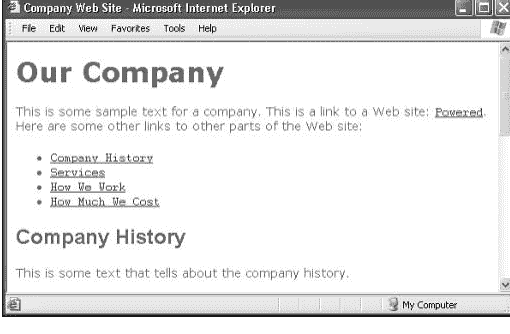 Company Web Site - Microsoft Internet Explorer
File Edit View Favorites Tools Help
Our Company
This is some sample text for a company. This is a link to a Web site: Powered.
Here are some other links to other parts of the Web site:
• Company History
• Services
• How We Work
• How Much We Cost
Company History
This is some text that tells about the company history.
My Computer